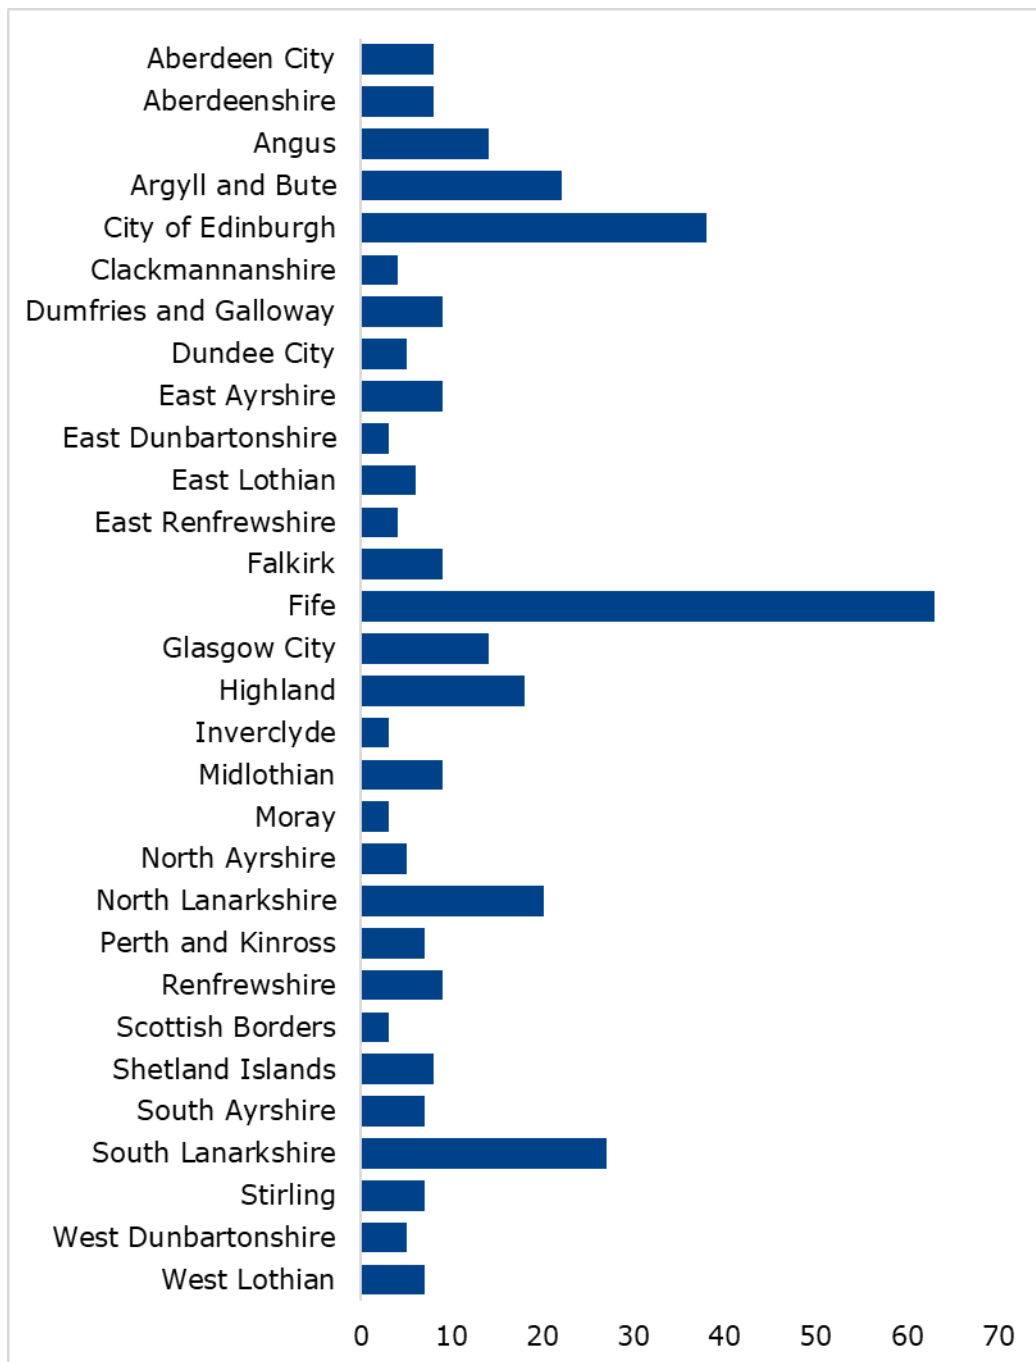 Aberdeen City
Aberdeenshire
Angus
Argyll and Bute
City of Edinburgh
Clackmannanshire
Dumfries and Galloway
Dundee City
East Ayrshire
East Dunbartonshire
East Lothian
East Renfrewshire
Falkirk
Fife
Glasgow City
Highland
Inverclyde
Midlothian
Moray
North Ayrshire
North Lanarkshire
Perth and Kinross
Renfrewshire
Scottish Borders
Shetland Islands
South Ayrshire
South Lanarkshire
Stirling
West Dunbartonshire
West Lothian
0 10 20 30 40 50 60 70